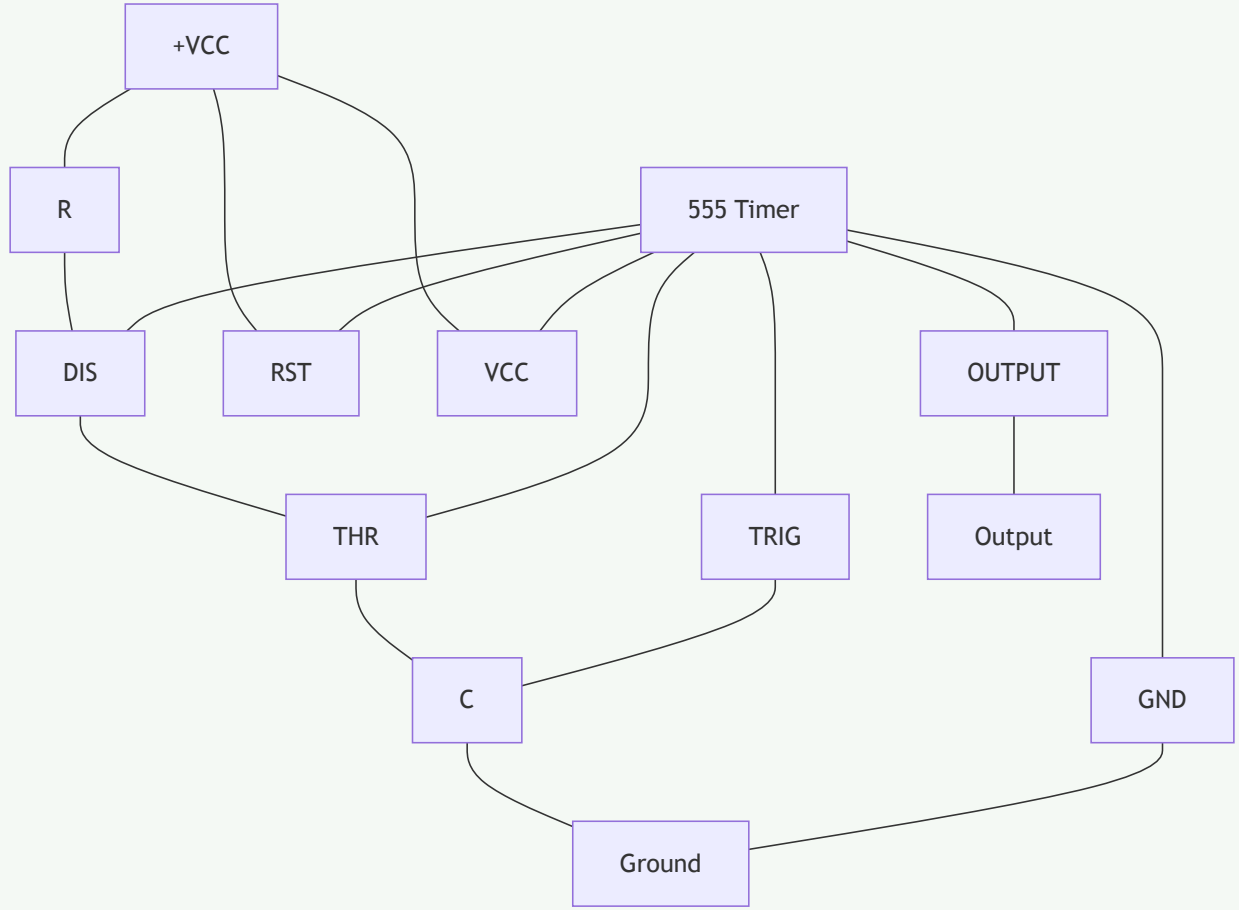 +VCC
R
555 Timer
DIS
RST
VCC
OUTPUT
THR
TRIG
Output
C
GND
Ground